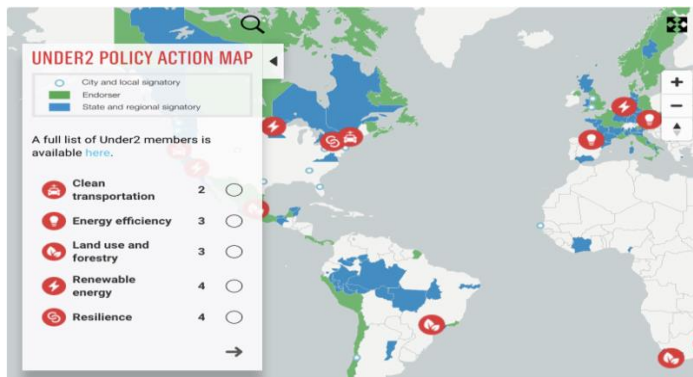 UNDER2 POLICY ACTION MAP
City and local signatory
Endorser
State and regional signatory
A full list of Under2 members is
available here.
Clean
transportation 2
Energy efficiency 3
Land use and
forestry 3
Renewable
energy 4
Resilience 4